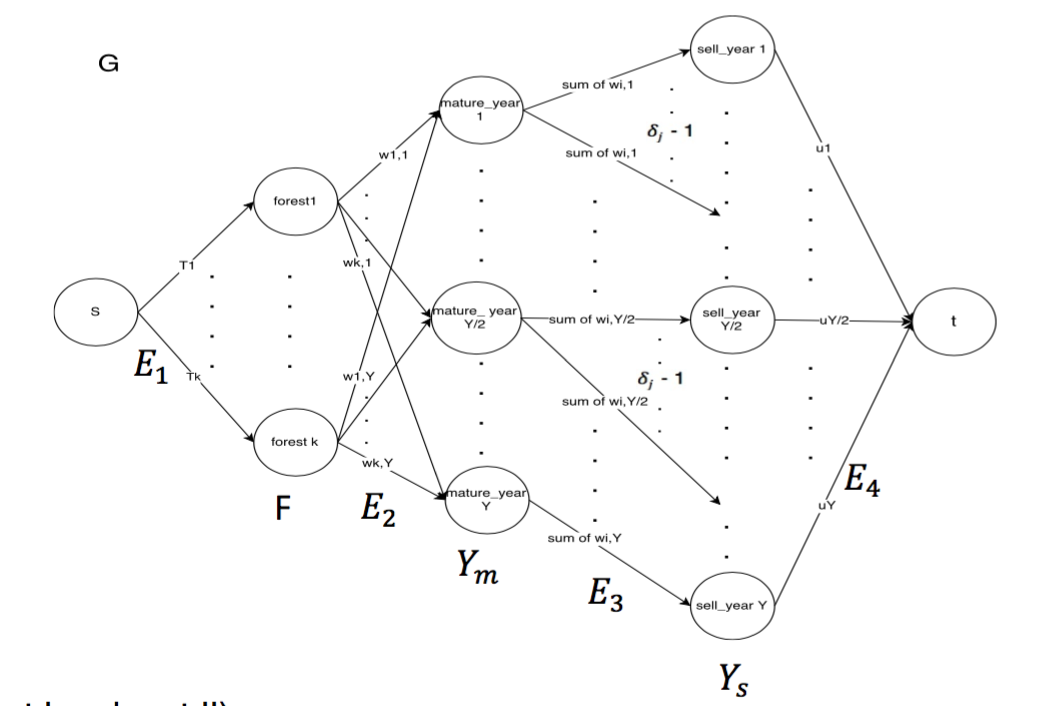 G
sell_year 1
sum of wi,1
mature_year
1
δj - 1
sum of wi,1
w1,1
u1
forest1
wk,1
T1
s
mature_ year
Y/2
sum of wi,Y/2
sell_year
Y/2
uY/2
t
E1
Tk
w1,Y
δj - 1
sum of wi,Y/2
forest k
wk,Y
E4
F
E2
mature_year
Y
uY
sum of wi,Y
Ym
E3
sell_year Y
Ys